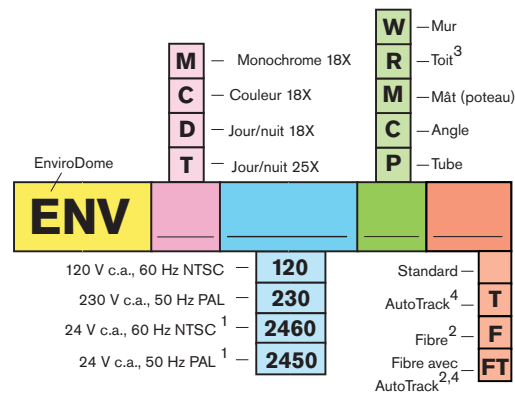 W — Mur
R — Toit3
M — Mât (poteau)
C — Angle
P — Tube
M — Monochrome 18X
C — Couleur 18X
D — Jour/nuit 18X
T — Jour/nuit 25X
EnviroDome
ENV
120 V c.a., 60 Hz NTSC — 120
230 V c.a., 50 Hz PAL — 230
24 V c.a., 60 Hz NTSC 1 — 2460
24 V c.a., 50 Hz PAL 1 — 2450
Standard —
AutoTrack4 — T
Fibre2 — F
Fibre avec — FT
AutoTrack2,4